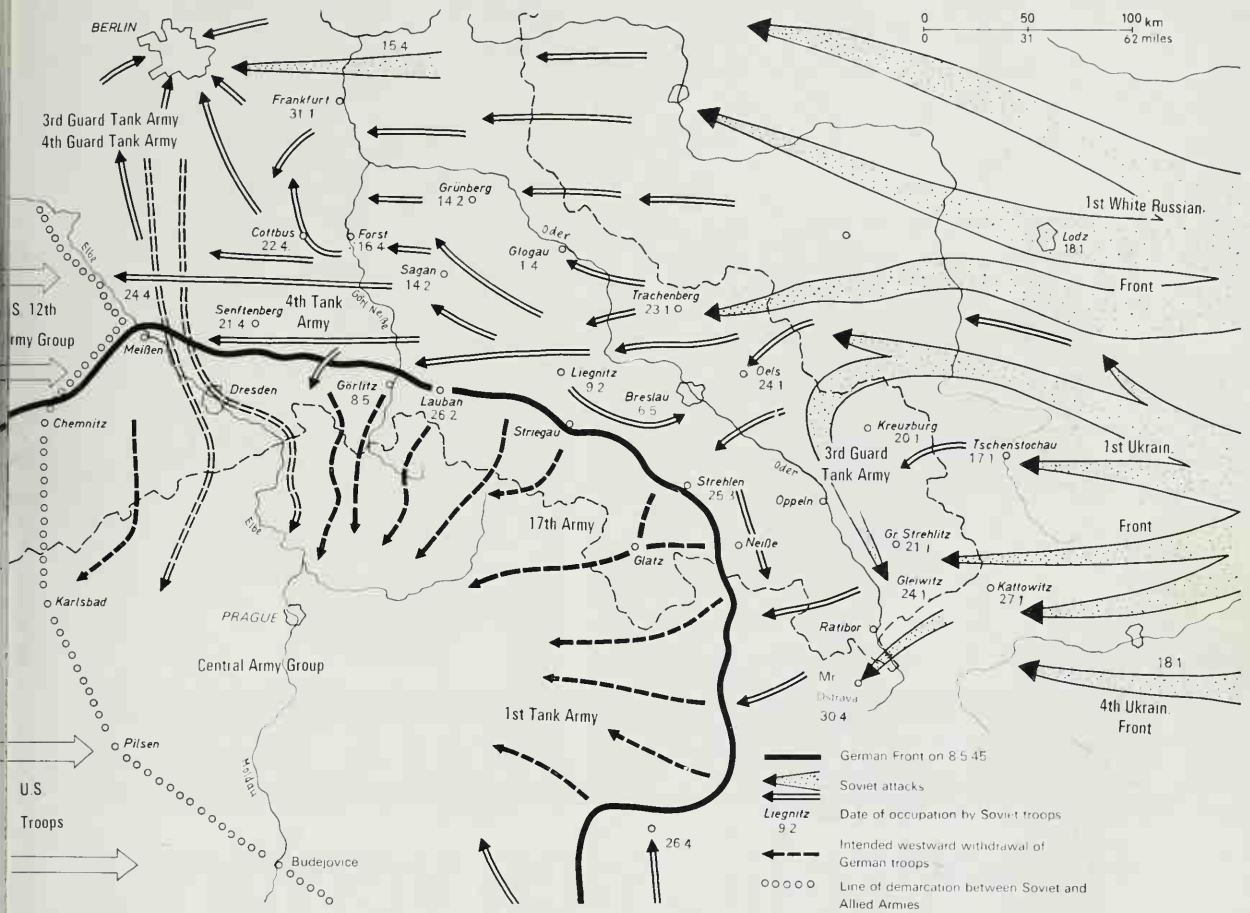 BERLIN
15 4
0 50 100 km
0 31 62 miles
Frankfurt
31 1
3rd Guard Tank Army
4th Guard Tank Army
Grünberg
14 2
1st White Russian
Lodz
18 1
Front
Elbe
Cottbus
22 4.
Forst
16 4
Oder
Glogau
1 4
Sagan
14 2
24 4
Senftenberg
21 4
4th Tank
Army
Görl Neiße
Trachenberg
23 1
S. 12th
rmy Group
Meißen
Dresden
Görlitz
8 5
Lauban
26 2
Liegnitz
9 2
Breslau
6 5
Oels
24 1
Chemnitz
Striegau
Kreuzburg
20 1
1st Ukrain.
Tschenstochau
17 1
3rd Guard
Tank Army
Oder
Strehlen
25 3
Oppeln
Front
17th Army
Elbe
Glatz
Neiße
Gr Strehlitz
21 1
Gleiwitz
24 1
Kattowitz
27 1
Karlsbad
PRAGUE
Ratibor
Central Army Group
Mr
Ostrava
30 4
18 1
4th Ukrain.
Front
1st Tank Army
Pilsen
Moldau
U.S.
Troops
Budejovice
26 4
German Front on 8 5 45
Soviet attacks
Liegnitz
9 2
Date of occupation by Soviet troops
Intended westward withdrawal of
German troops
Line of demarcation between Soviet and
Allied Armies